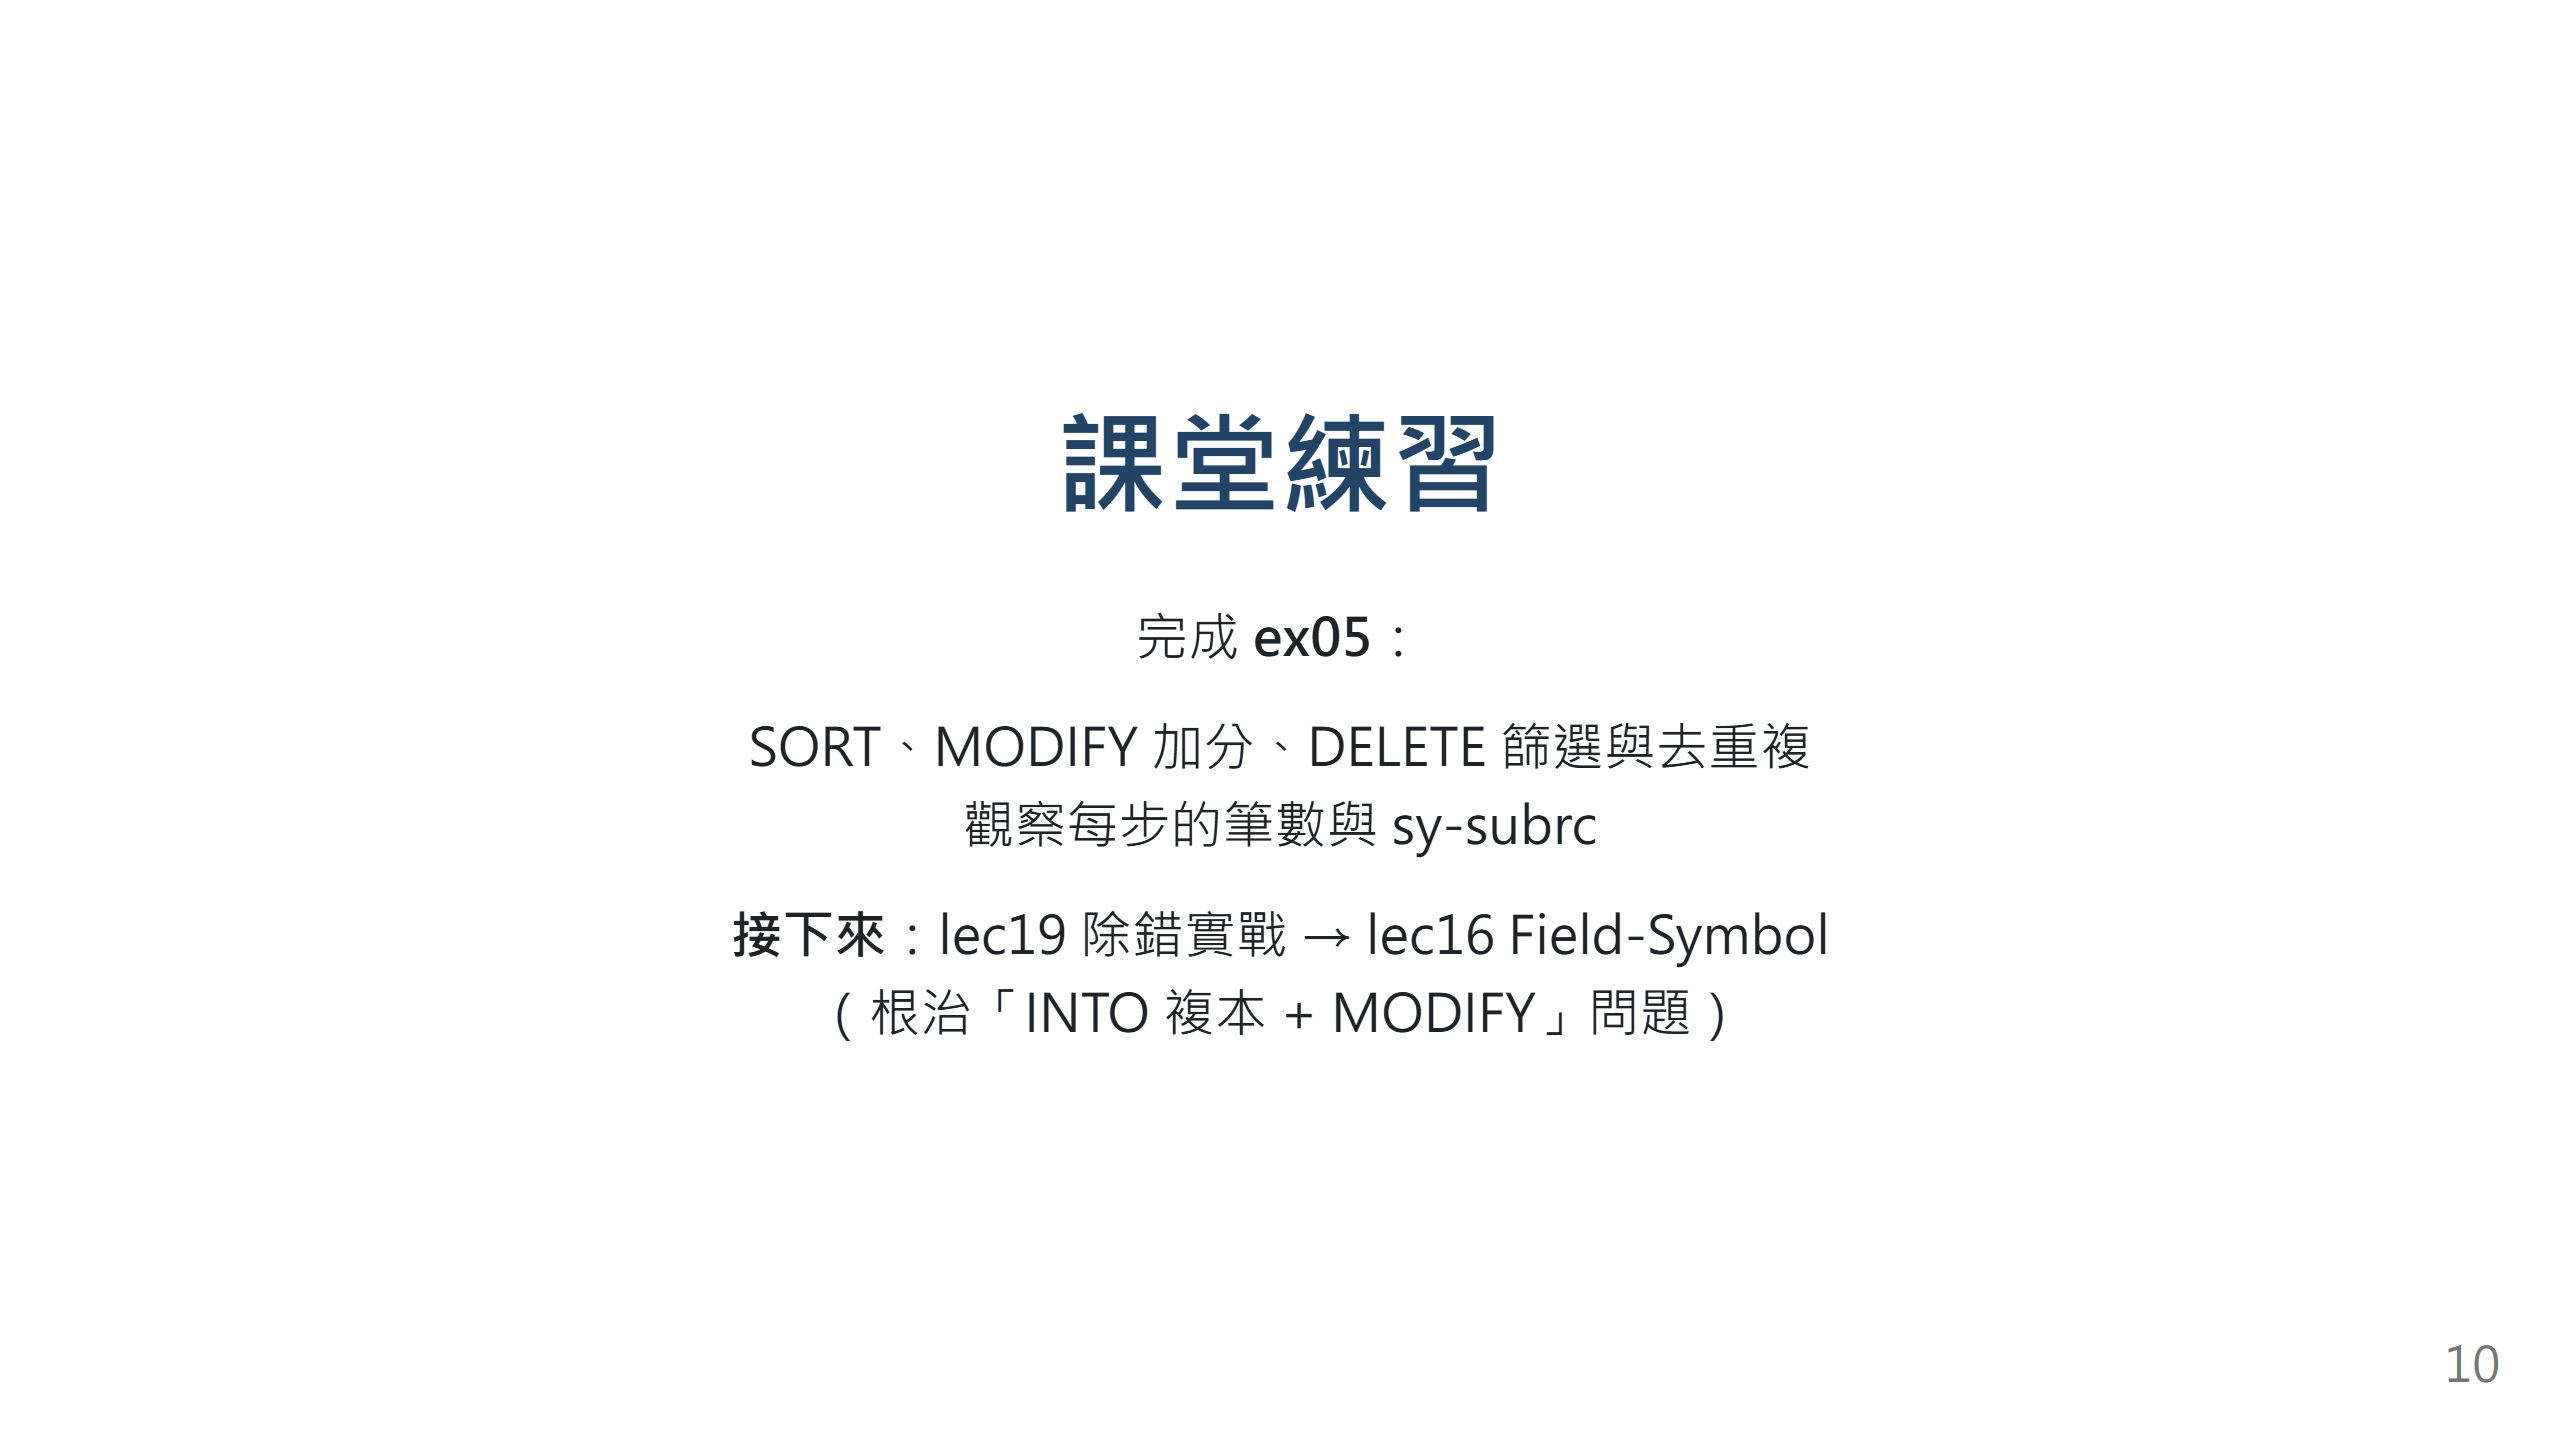 課堂練習
完成 ex05：
SORT、MODIFY 加分、DELETE 篩選與去重複
觀察每步的筆數與 sy-subrc
接下來：lec19 除錯實戰 → lec16 Field-Symbol
（根治「INTO 複本 + MODIFY」問題）
10